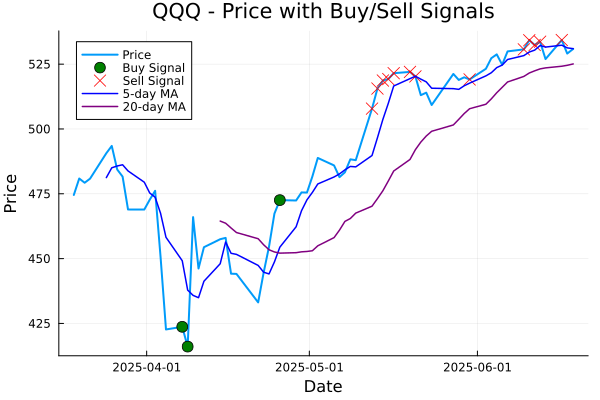 QQQ - Price with Buy/Sell Signals
Price
Buy Signal
Sell Signal
5-day MA
20-day MA
525
500
475
450
425
Price
2025-04-01
2025-05-01
2025-06-01
Date